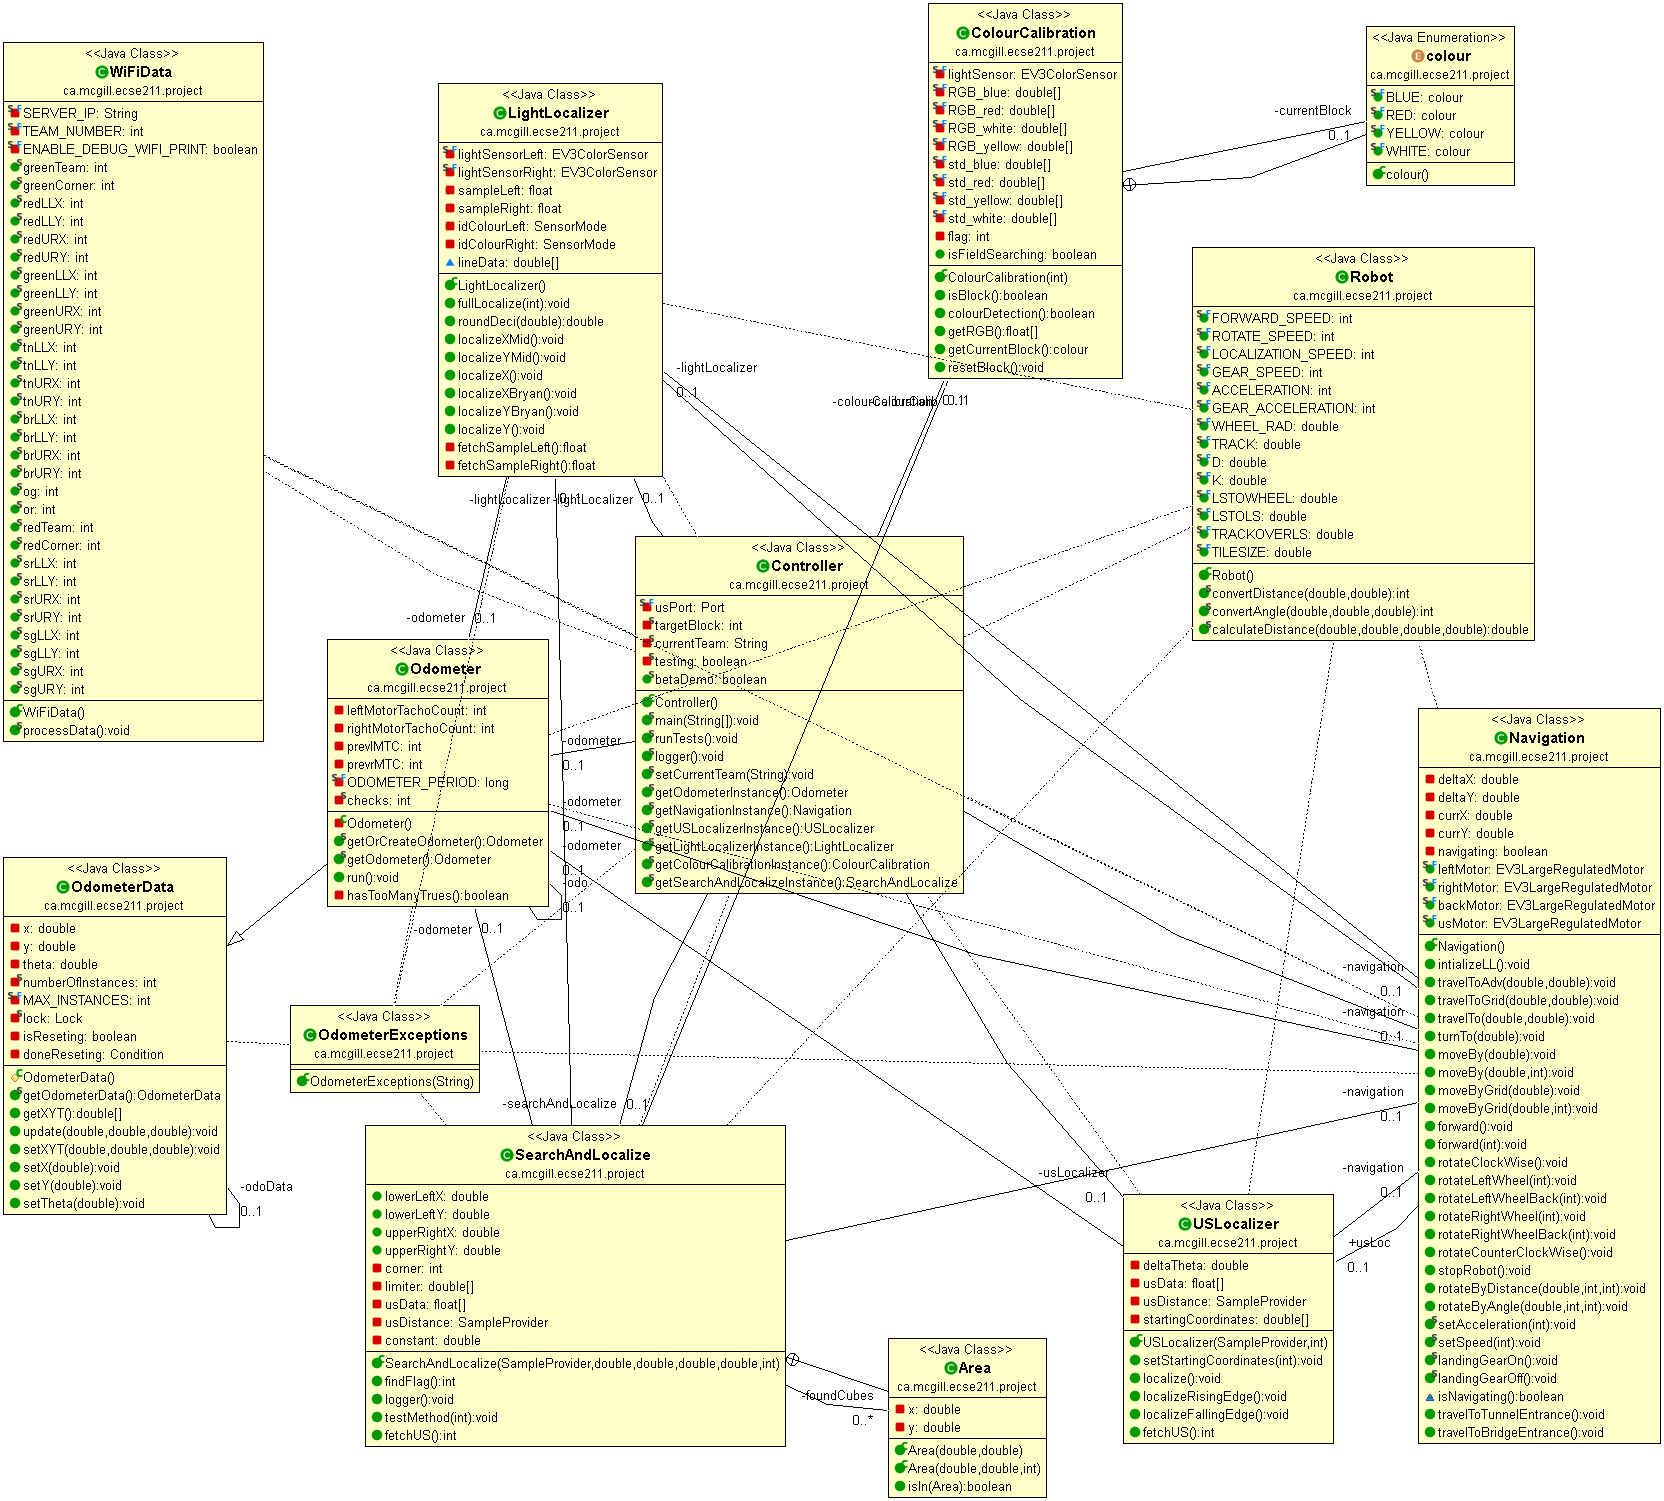 <<Java Class>>
WiFiData
ca.mcgill.ecse211.project
SERVER_IP: String
TEAM_NUMBER: int
ENABLE_DEBUG_WIFI_PRINT: boolean
greenTeam: int
greenCorner: int
redLLX: int
redLLY: int
redURX: int
redURY: int
greenLLX: int
greenLLY: int
greenURX: int
greenURY: int
tnLLX: int
tnLLY: int
tnURX: int
tnURY: int
brLLX: int
brLLY: int
brURX: int
brURY: int
og: int
or: int
redTeam: int
redCorner: int
srLLX: int
srLLY: int
srURX: int
srURY: int
sgLLX: int
sgLLY: int
sgURX: int
sgURY: int
WiFiData()
processData():void
<<Java Class>>
LightLocalizer
ca.mcgill.ecse211.project
lightSensorLeft: EV3ColorSensor
lightSensorRight: EV3ColorSensor
sampleLeft: float
sampleRight: float
idColourLeft: SensorMode
idColourRight: SensorMode
lineData: double[]
LightLocalizer()
fullLocalize(int):void
roundDeci(double):double
localizeXMid():void
localizeYMid():void
localizeX():void
localizeXBryan():void
localizeYBryan():void
localizeY():void
fetchSampleLeft():float
fetchSampleRight():float
<<Java Class>>
ColourCalibration
ca.mcgill.ecse211.project
lightSensor: EV3ColorSensor
RGB_blue: double[]
RGB_red: double[]
RGB_white: double[]
RGB_yellow: double[]
std_blue: double[]
std_red: double[]
std_yellow: double[]
std_white: double[]
flag: int
isFieldSearching: boolean
ColourCalibration(int)
isBlock():boolean
colourDetection():boolean
getRGB():float[]
getCurrentBlock():colour
resetBlock():void
-currentBlock
0..1
<<Java Enumeration>>
colour
ca.mcgill.ecse211.project
BLUE: colour
RED: colour
YELLOW: colour
WHITE: colour
colour()
<<Java Class>>
Robot
ca.mcgill.ecse211.project
FORWARD_SPEED: int
ROTATE_SPEED: int
LOCALIZATION_SPEED: int
GEAR_SPEED: int
ACCELERATION: int
GEAR_ACCELERATION: int
WHEEL_RAD: double
TRACK: double
D: double
K: double
LSTOWHEEL: double
LSTOLS: double
TRACKOVERLS: double
TILESIZE: double
Robot()
convertDistance(double,double):int
convertAngle(double,double,double):int
calculateDistance(double,double,double,double):double
-lightLocalizer
0..1
-lightLocalizer
-lightLocalizer
0..1
<<Java Class>>
Controller
ca.mcgill.ecse211.project
usPort: Port
targetBlock: int
currentTeam: String
testing: boolean
betaDemo: boolean
Controller()
main(String[]):void
runTests():void
logger():void
setCurrentTeam(String):void
getOdometerInstance():Odometer
getNavigationInstance():Navigation
getUSLocalizerInstance():USLocalizer
getLightLocalizerInstance():LightLocalizer
getColourCalibrationInstance():ColourCalibration
getSearchAndLocalizeInstance():SearchAndLocalize
-odometer
0..1
<<Java Class>>
Odometer
ca.mcgill.ecse211.project
leftMotorTachoCount: int
rightMotorTachoCount: int
prevlMTC: int
prevrMTC: int
ODOMETER_PERIOD: long
checks: int
Odometer()
getOrCreateOdometer():Odometer
getOdometer():Odometer
run():void
hasTooManyTrues():boolean
-odometer
0..1
-odometer
0..1
-odometer
0..1
-odo
0..1
-odometer
0..1
<<Java Class>>
OdometerData
ca.mcgill.ecse211.project
x: double
y: double
theta: double
numberOfInstances: int
MAX_INSTANCES: int
lock: Lock
isReseting: boolean
doneReseting: Condition
OdometerData()
getOdometerData():OdometerData
getXYT():double[]
update(double,double,double):void
setXYT(double,double,double):void
setX(double):void
setY(double):void
setTheta(double):void
-odoData
0..1
<<Java Class>>
OdometerExceptions
ca.mcgill.ecse211.project
OdometerExceptions(String)
<<Java Class>>
Navigation
ca.mcgill.ecse211.project
deltaX: double
deltaY: double
currX: double
currY: double
navigating: boolean
leftMotor: EV3LargeRegulatedMotor
rightMotor: EV3LargeRegulatedMotor
backMotor: EV3LargeRegulatedMotor
usMotor: EV3LargeRegulatedMotor
Navigation()
intializeLL():void
travelToAdv(double,double):void
travelToGrid(double,double):void
travelTo(double,double):void
turnTo(double):void
moveBy(double):void
moveBy(double,int):void
moveByGrid(double):void
moveByGrid(double,int):void
forward():void
forward(int):void
rotateClockWise():void
rotateLeftWheel(int):void
rotateLeftWheelBack(int):void
rotateRightWheel(int):void
rotateRightWheelBack(int):void
rotateCounterClockWise():void
stopRobot():void
rotateByDistance(double,int,int):void
rotateByAngle(double,int,int):void
setAcceleration(int):void
setSpeed(int):void
landingGearOn():void
landingGearOff():void
isNavigating():boolean
travelToTunnelEntrance():void
travelToBridgeEntrance():void
-navigation
0..1
-navigation
0..1
-navigation
0..1
-navigation
0..1
+usLoc
0..1
-searchAndLocalize
0..1
<<Java Class>>
SearchAndLocalize
ca.mcgill.ecse211.project
lowerLeftX: double
lowerLeftY: double
upperRightX: double
upperRightY: double
corner: int
limiter: double[]
usData: float[]
usDistance: SampleProvider
constant: double
SearchAndLocalize(SampleProvider,double,double,double,double,int)
findFlag():int
logger():void
testMethod(int):void
fetchUS():int
-foundCubes
0..*
<<Java Class>>
Area
ca.mcgill.ecse211.project
x: double
y: double
Area(double,double)
Area(double,double,int)
isIn(Area):boolean
-usLocalizer
0..1
<<Java Class>>
USLocalizer
ca.mcgill.ecse211.project
deltaTheta: double
usData: float[]
usDistance: SampleProvider
startingCoordinates: double[]
USLocalizer(SampleProvider,int)
setStartingCoordinates(int):void
localize():void
localizeRisingEdge():void
localizeFallingEdge():void
fetchUS():int